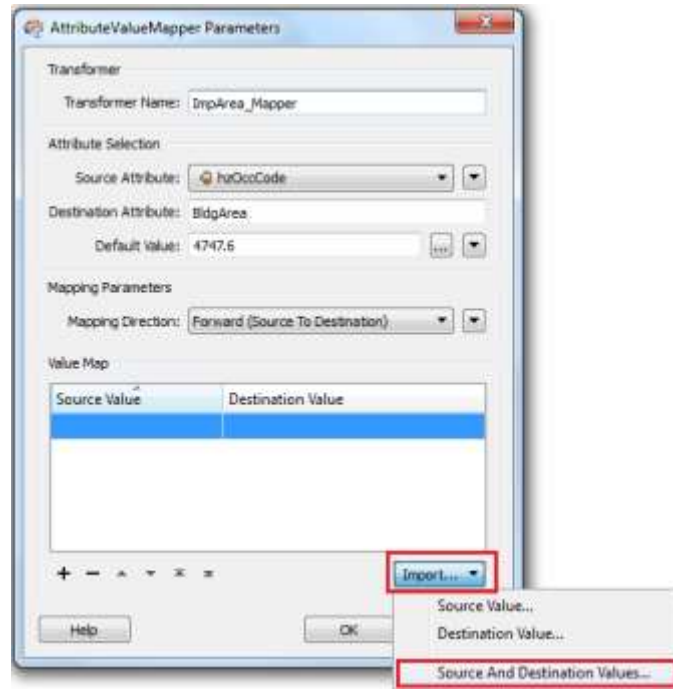 AttributeValueMapper Parameters
Transformer
Transformer Name: ImpArea_Mapper
Attribute Selection
Source Attribute: hzOccCode
Destination Attribute: BldgArea
Default Value: 4747.6 ...
Mapping Parameters
Mapping Direction: Forward (Source To Destination)
Value Map
Source Value Destination Value
Import...
Source Value...
Help OK Destination Value...
Source And Destination Values...